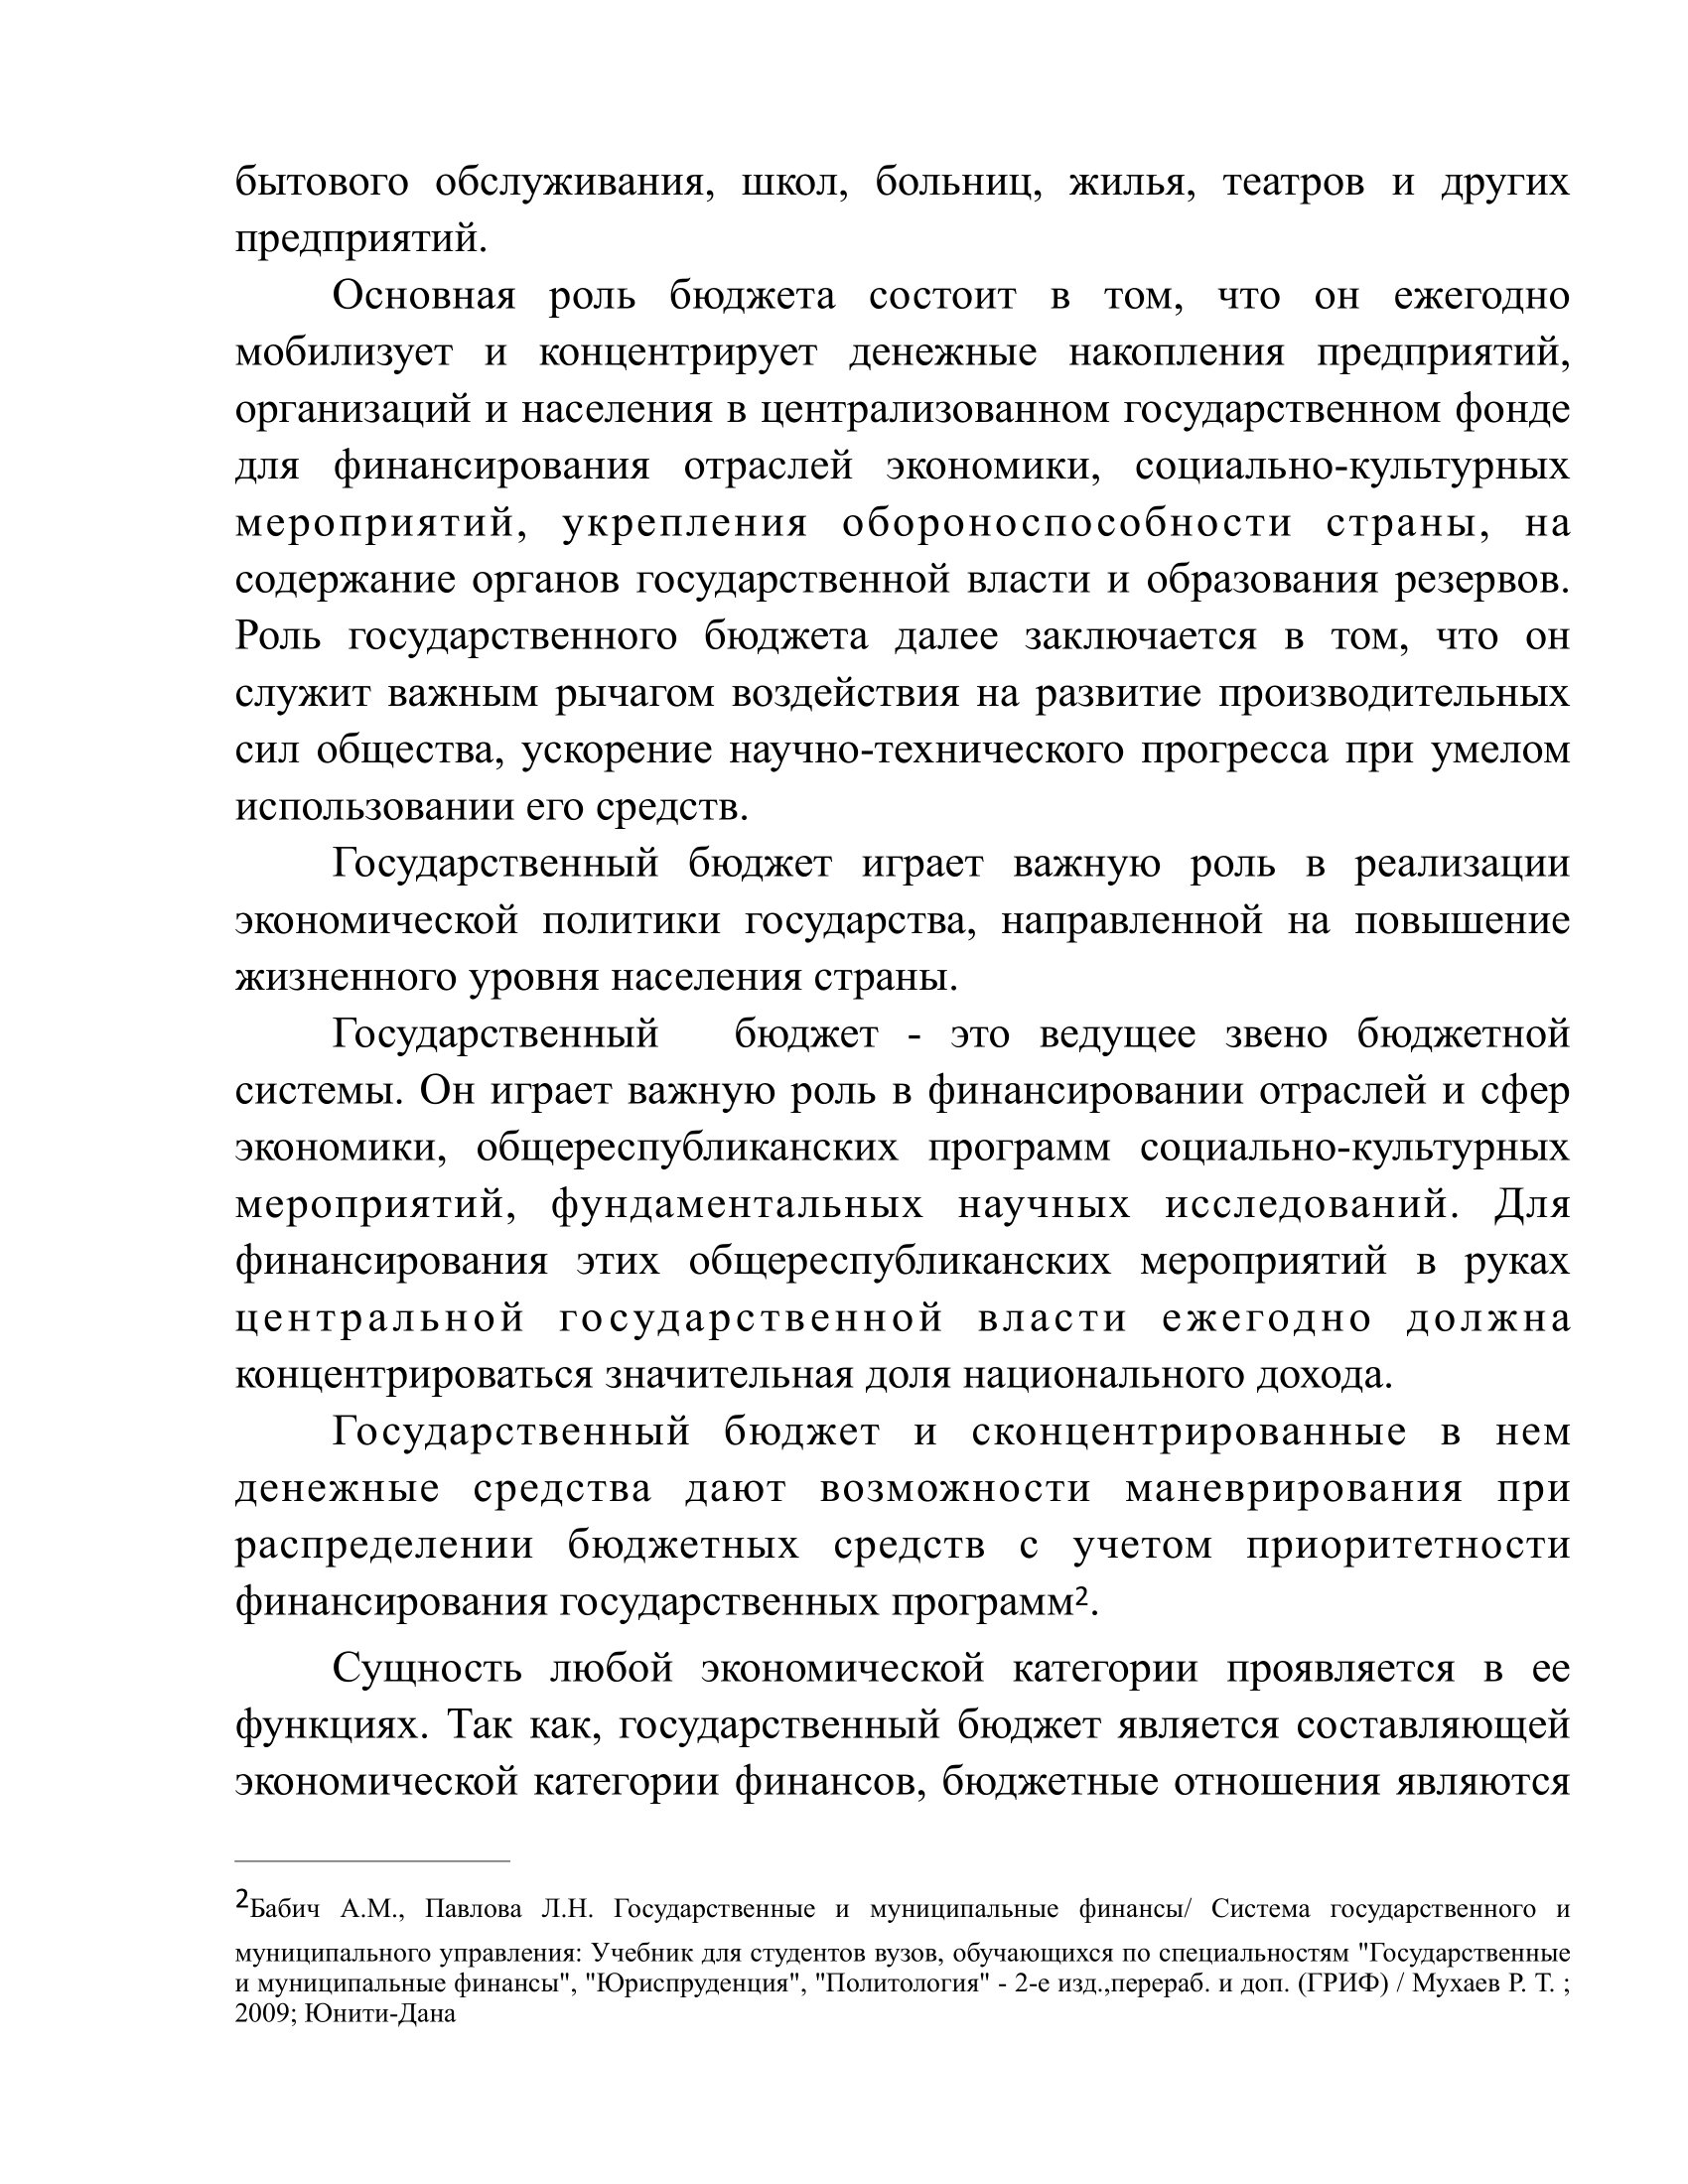 бытового обслуживания, школ, больниц, жилья, театров и других
предприятий.
Основная роль бюджета состоит в том, что он ежегодно
мобилизует и концентрирует денежные накопления предприятий,
организаций и населения в централизованном государственном фонде
для финансирования отраслей экономики, социально-культурных
мероприятий, укрепления обороноспособности страны, на
содержание органов государственной власти и образования резервов.
Роль государственного бюджета далее заключается в том, что он
служит важным рычагом воздействия на развитие производительных
сил общества, ускорение научно-технического прогресса при умелом
использовании его средств.
Государственный бюджет играет важную роль в реализации
экономической политики государства, направленной на повышение
жизненного уровня населения страны.
Государственный бюджет - это ведущее звено бюджетной
системы. Он играет важную роль в финансировании отраслей и сфер
экономики, общереспубликанских программ социально-культурных
мероприятий, фундаментальных научных исследований. Для
финансирования этих общереспубликанских мероприятий в руках
центральной государственной власти ежегодно должна
концентрироваться значительная доля национального дохода.
Государственный бюджет и сконцентрированные в нем
денежные средства дают возможности маневрирования при
распределении бюджетных средств с учетом приоритетности
финансирования государственных программ².
Сущность любой экономической категории проявляется в ее
функциях. Так как, государственный бюджет является составляющей
экономической категории финансов, бюджетные отношения являются
²Бабич А.М., Павлова Л.Н. Государственные и муниципальные финансы/ Система государственного и
муниципального управления: Учебник для студентов вузов, обучающихся по специальностям "Государственные
и муниципальные финансы", "Юриспруденция", "Политология" - 2-е изд.,перераб. и доп. (ГРИФ) / Мухаев Р. Т. ;
2009; Юнити-Дана